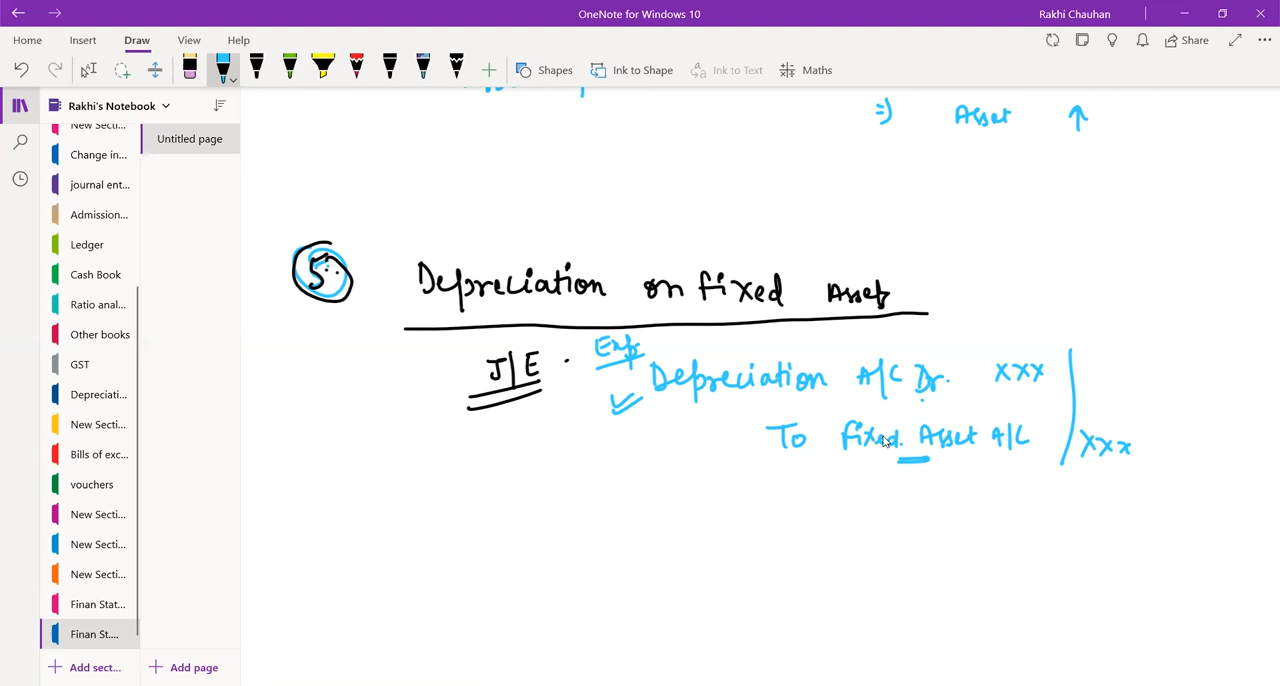 OneNote for Windows 10
Rakhi Chauhan
Home Insert Draw View Help
Share
Shapes Ink to Shape Ink to Text Maths
Rakhi's Notebook
New Secti...
Untitled page
Change in...
journal ent...
Admission...
Ledger
Cash Book
Ratio anal...
Other books
GST
Depreciati...
New Secti...
Bills of exc...
vouchers
New Secti...
New Secti...
New Secti...
Finan Stat...
Finan St....
Add sect...
Add page
=) Asset ↑
5. Depreciation on fixed Asset
J/E . Exp
Depreciation A/C Dr. xxx
To fixed Asset A/C xxx